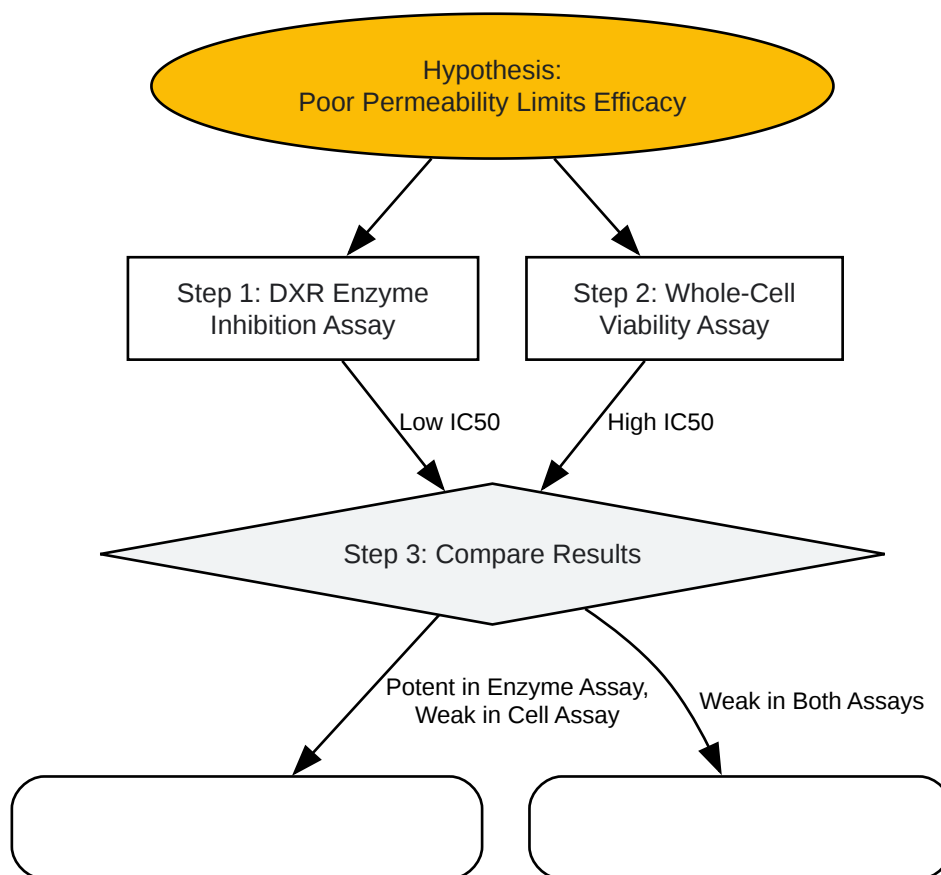 Hypothesis:
Poor Permeability Limits Efficacy
Step 1: DXR Enzyme
Inhibition Assay
Step 2: Whole-Cell
Viability Assay
Low IC50
High IC50
Step 3: Compare Results
Potent in Enzyme Assay,
Weak in Cell Assay
Weak in Both Assays